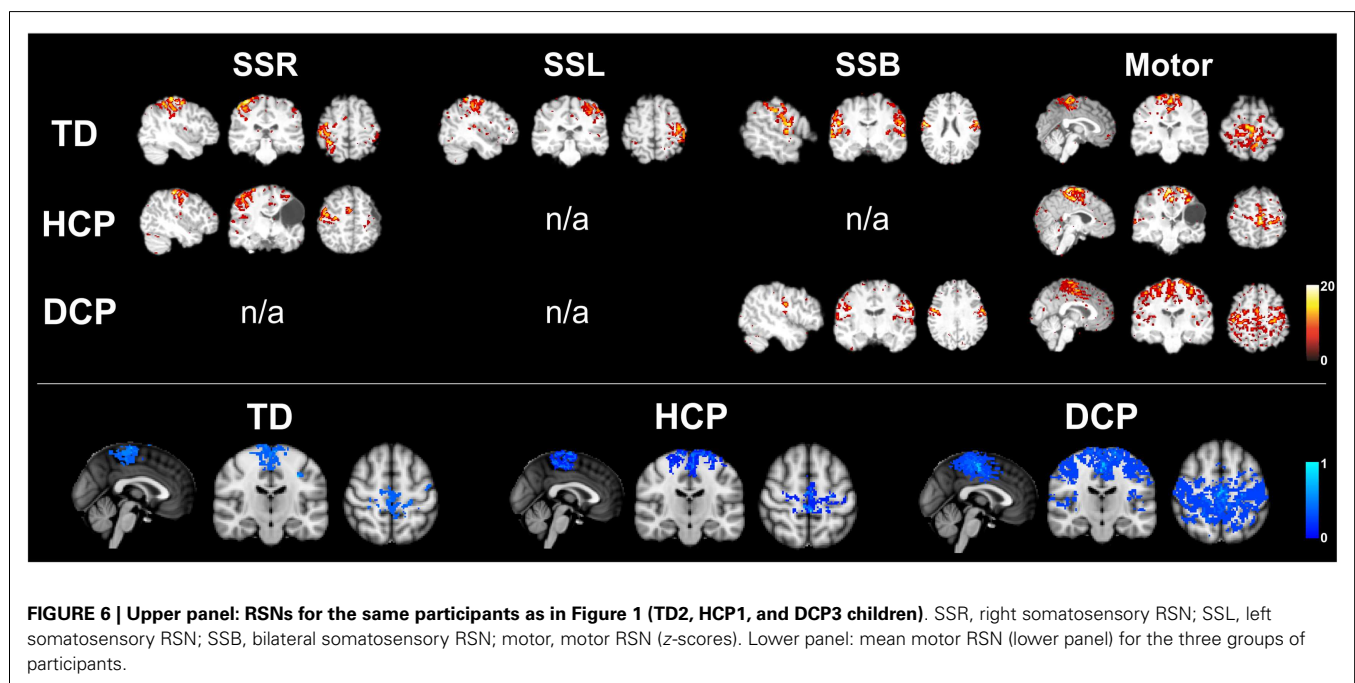 SSR SSL SSB Motor
TD
HCP n/a n/a
DCP n/a n/a
20
0
TD HCP DCP
1
0
FIGURE 6 | Upper panel: RSNs for the same participants as in Figure 1 (TD2, HCP1, and DCP3 children). SSR, right somatosensory RSN; SSL, left
somatosensory RSN; SSB, bilateral somatosensory RSN; motor, motor RSN (z-scores). Lower panel: mean motor RSN (lower panel) for the three groups of
participants.